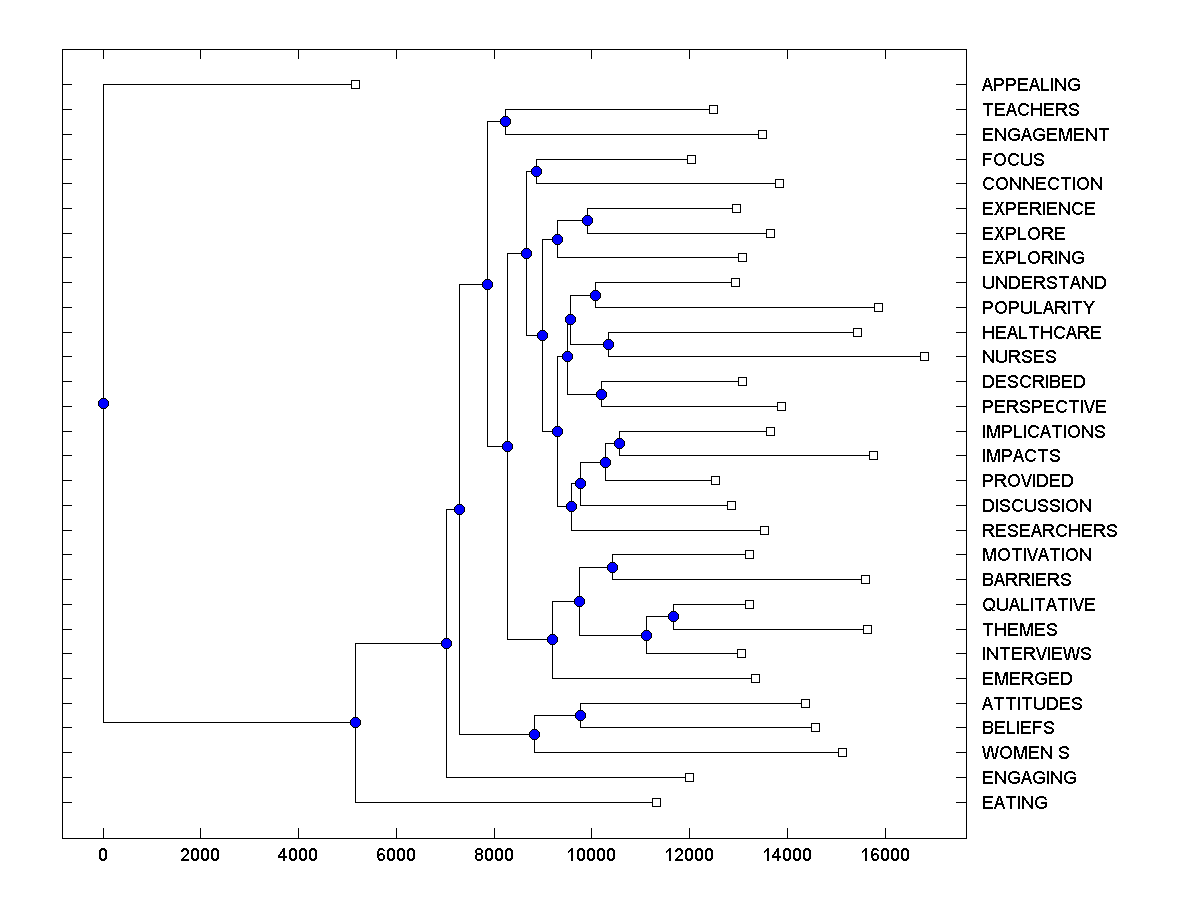 APPEALING
TEACHERS
ENGAGEMENT
FOCUS
CONNECTION
EXPERIENCE
EXPLORE
EXPLORING
UNDERSTAND
POPULARITY
HEALTHCARE
NURSES
DESCRIBED
PERSPECTIVE
IMPLICATIONS
IMPACTS
PROVIDED
DISCUSSION
RESEARCHERS
MOTIVATION
BARRIERS
QUALITATIVE
THEMES
INTERVIEWS
EMERGED
ATTITUDES
BELIEFS
WOMEN S
ENGAGING
EATING
0 2000 4000 6000 8000 10000 12000 14000 16000